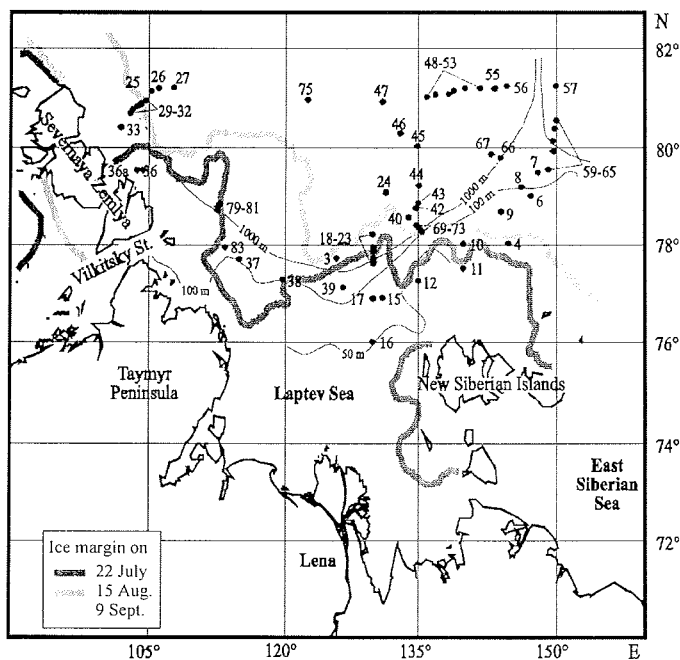 N
82°
80°
78°
76°
74°
72°
105°
120°
135°
150°
E
25
26
27
29-32
33
36a
36
75
47
46
45
48-53
55
56
57
67
66
59-65
7
8
6
9
4
10
11
12
24
44
43
42
40
69-73
18-23
3
39
38
17
15
16
79-81
83
37
1000 m
1000 m
100 m
100 m
50 m
Severnaya Zemlya
Vilkitsky St.
Taymyr
Peninsula
Laptev Sea
New Siberian Islands
East
Siberian
Sea
Lena
Ice margin on
22 July
15 Aug.
9 Sept.